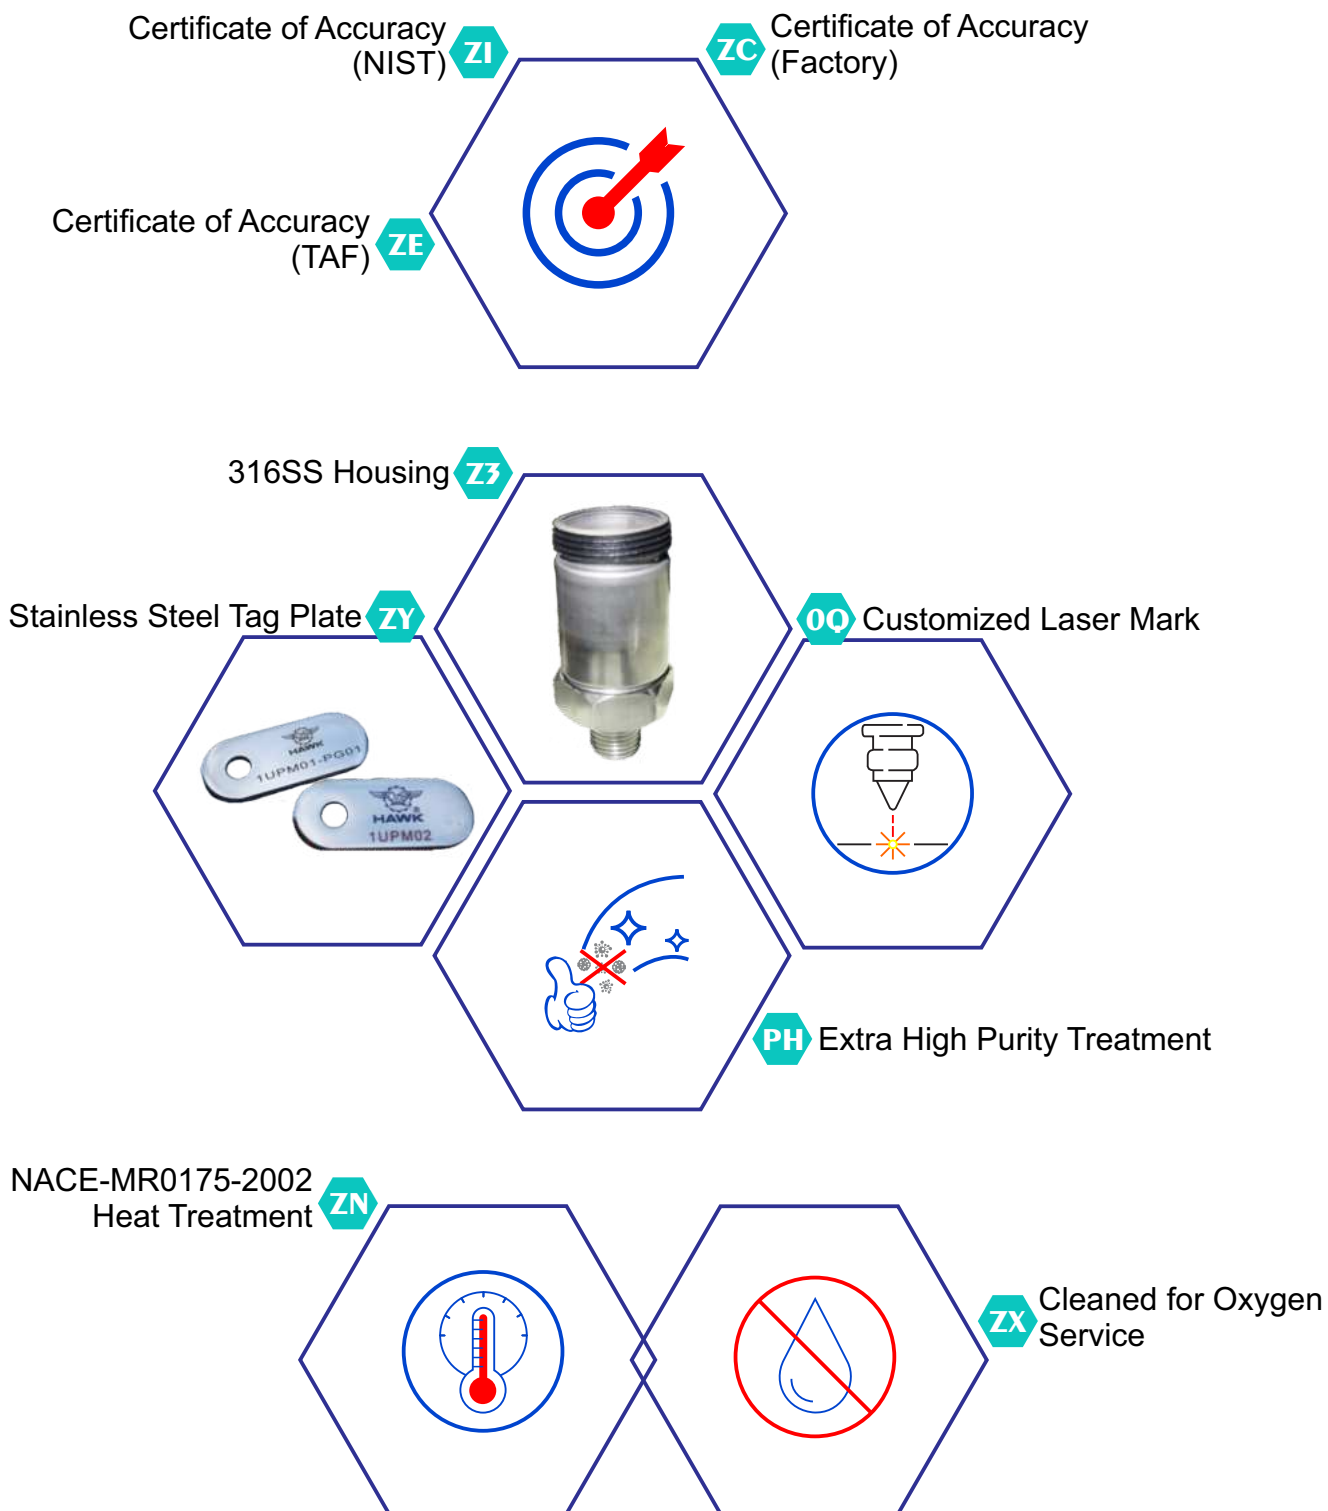 Certificate of Accuracy
(NIST)
ZI
ZC
Certificate of Accuracy
(Factory)
Certificate of Accuracy
(TAF)
ZE
316SS Housing
Z3
Stainless Steel Tag Plate
ZY
0Q
Customized Laser Mark
HAWK
1UPM01-PG01
HAWK
®
1UPM02
PH
Extra High Purity Treatment
NACE-MR0175-2002
Heat Treatment
ZN
ZX
Cleaned for Oxygen
Service